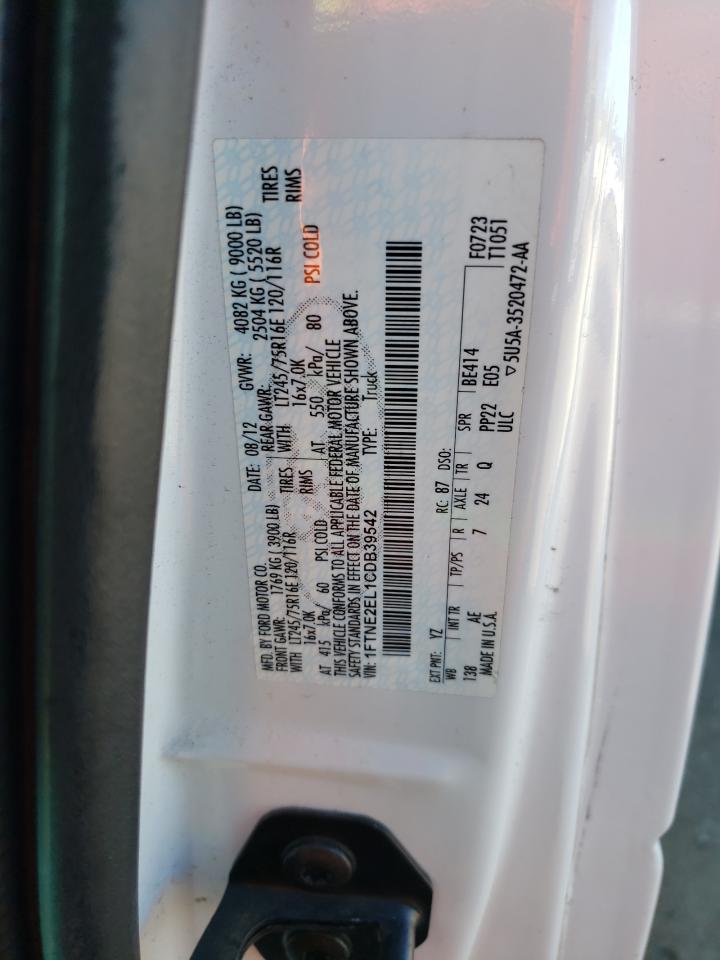 MFD. BY FORD MOTOR CO. DATE: 08/12 GVWR: 4082 KG ( 9000 LB)
FRONT GAWR: 1769 KG ( 3900 LB) REAR GAWR: 2504 KG ( 5520 LB)
WITH LT245/75R16E 120/116R TIRES WITH LT245/75R16E 120/116R TIRES
16x7.0K RIMS 16x7.0K RIMS
AT 415 kPa/ 60 PSI COLD AT 550 kPa/ 80 PSI COLD
THIS VEHICLE CONFORMS TO ALL APPLICABLE FEDERAL MOTOR VEHICLE
SAFETY STANDARDS IN EFFECT ON THE DATE OF MANUFACTURE SHOWN ABOVE.
VIN: 1FTNE2EL1CDB39542 TYPE: Truck
EXT PNT: YZ RC: 87 DSO:
WB INT TR TP/PS R AXLE TR SPR BE414 F0723
138 AE 7 24 Q PP22 E05 T1051
MADE IN U.S.A. ULC ▽5U5A-3520472-AA